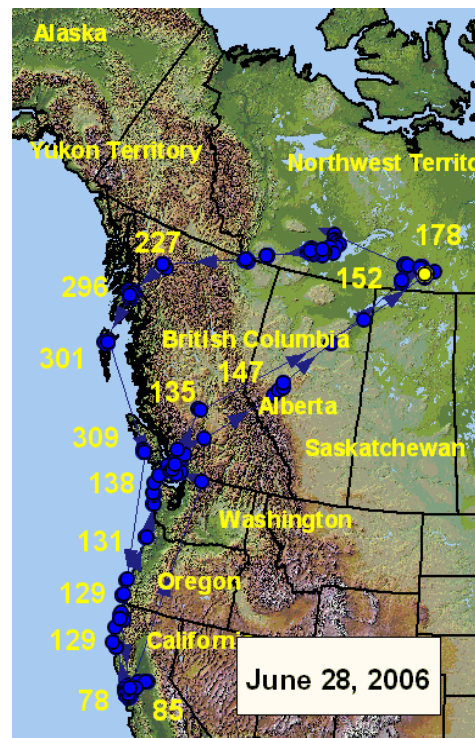 Alaska
Yukon Territory
Northwest Territo
178
227
152
296
British Columbia
301
147
135
Alberta
309
Saskatchewan
138
Washington
131
Oregon
129
129
Californi
June 28, 2006
78
85